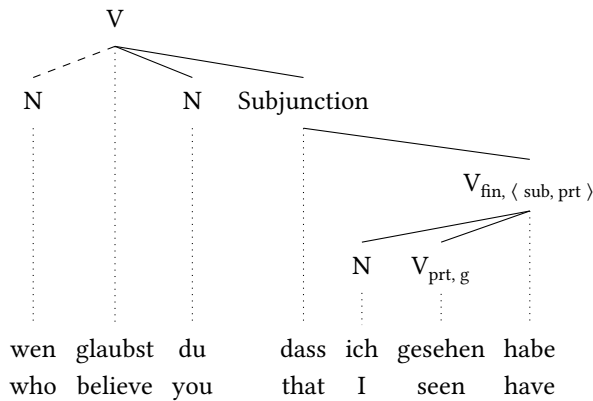 V
N N Subjunction
V_fin, ⟨ sub, prt ⟩
N V_prt, g
wen glaubst du dass ich gesehen habe
who believe you that I seen have